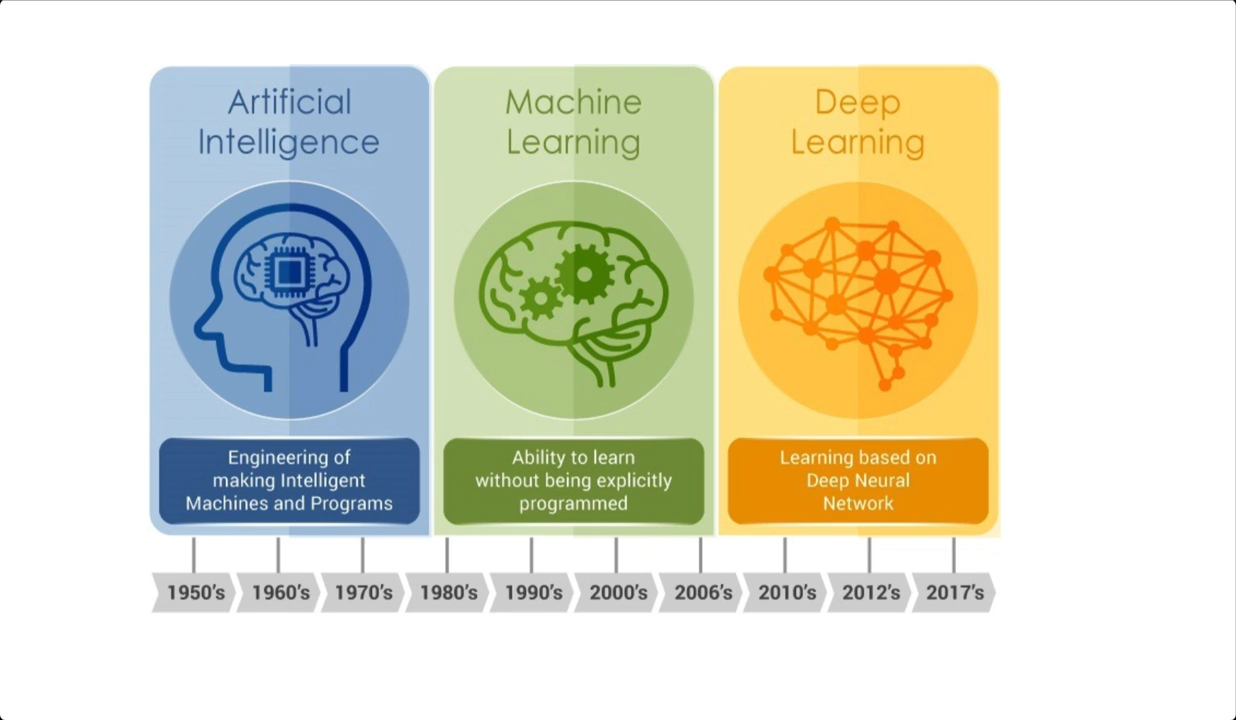 Artificial
Intelligence
Machine
Learning
Deep
Learning
Engineering of
making Intelligent
Machines and Programs
Ability to learn
without being explicitly
programmed
Learning based on
Deep Neural
Network
1950’s 1960’s 1970’s 1980’s 1990’s 2000’s 2006’s 2010’s 2012’s 2017’s